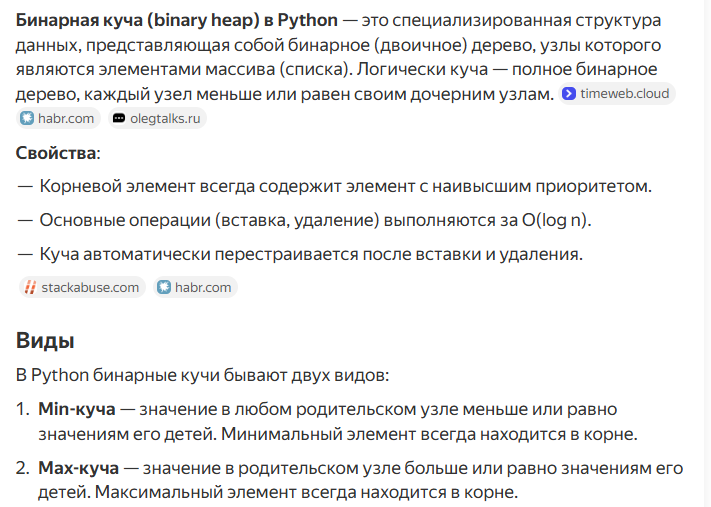 Бинарная куча (binary heap) в Python — это специализированная структура
данных, представляющая собой бинарное (двоичное) дерево, узлы которого
являются элементами массива (списка). Логически куча — полное бинарное
дерево, каждый узел меньше или равен своим дочерним узлам. timeweb.cloud
habr.com olegtalks.ru
Свойства:
— Корневой элемент всегда содержит элемент с наивысшим приоритетом.
— Основные операции (вставка, удаление) выполняются за O(log n).
— Куча автоматически перестраивается после вставки и удаления.
stackabuse.com habr.com
Виды
В Python бинарные кучи бывают двух видов:
1. Min-куча — значение в любом родительском узле меньше или равно
значениям его детей. Минимальный элемент всегда находится в корне.
2. Max-куча — значение в родительском узле больше или равно значениям его
детей. Максимальный элемент всегда находится в корне.